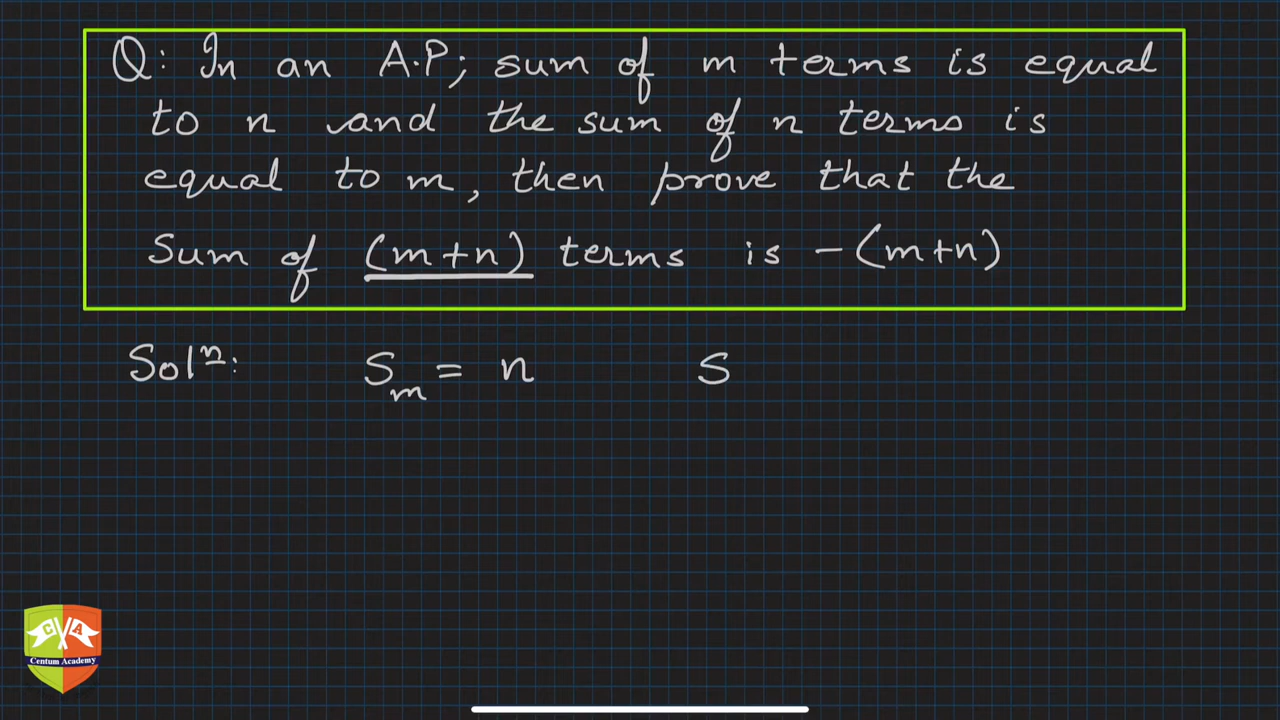 Q: In an A.P; sum of m terms is equal
to n and the sum of n terms is
equal to m, then prove that the
Sum of (m+n) terms is -(m+n)
Solⁿ: Sₘ = n S
C A
Centum Academy